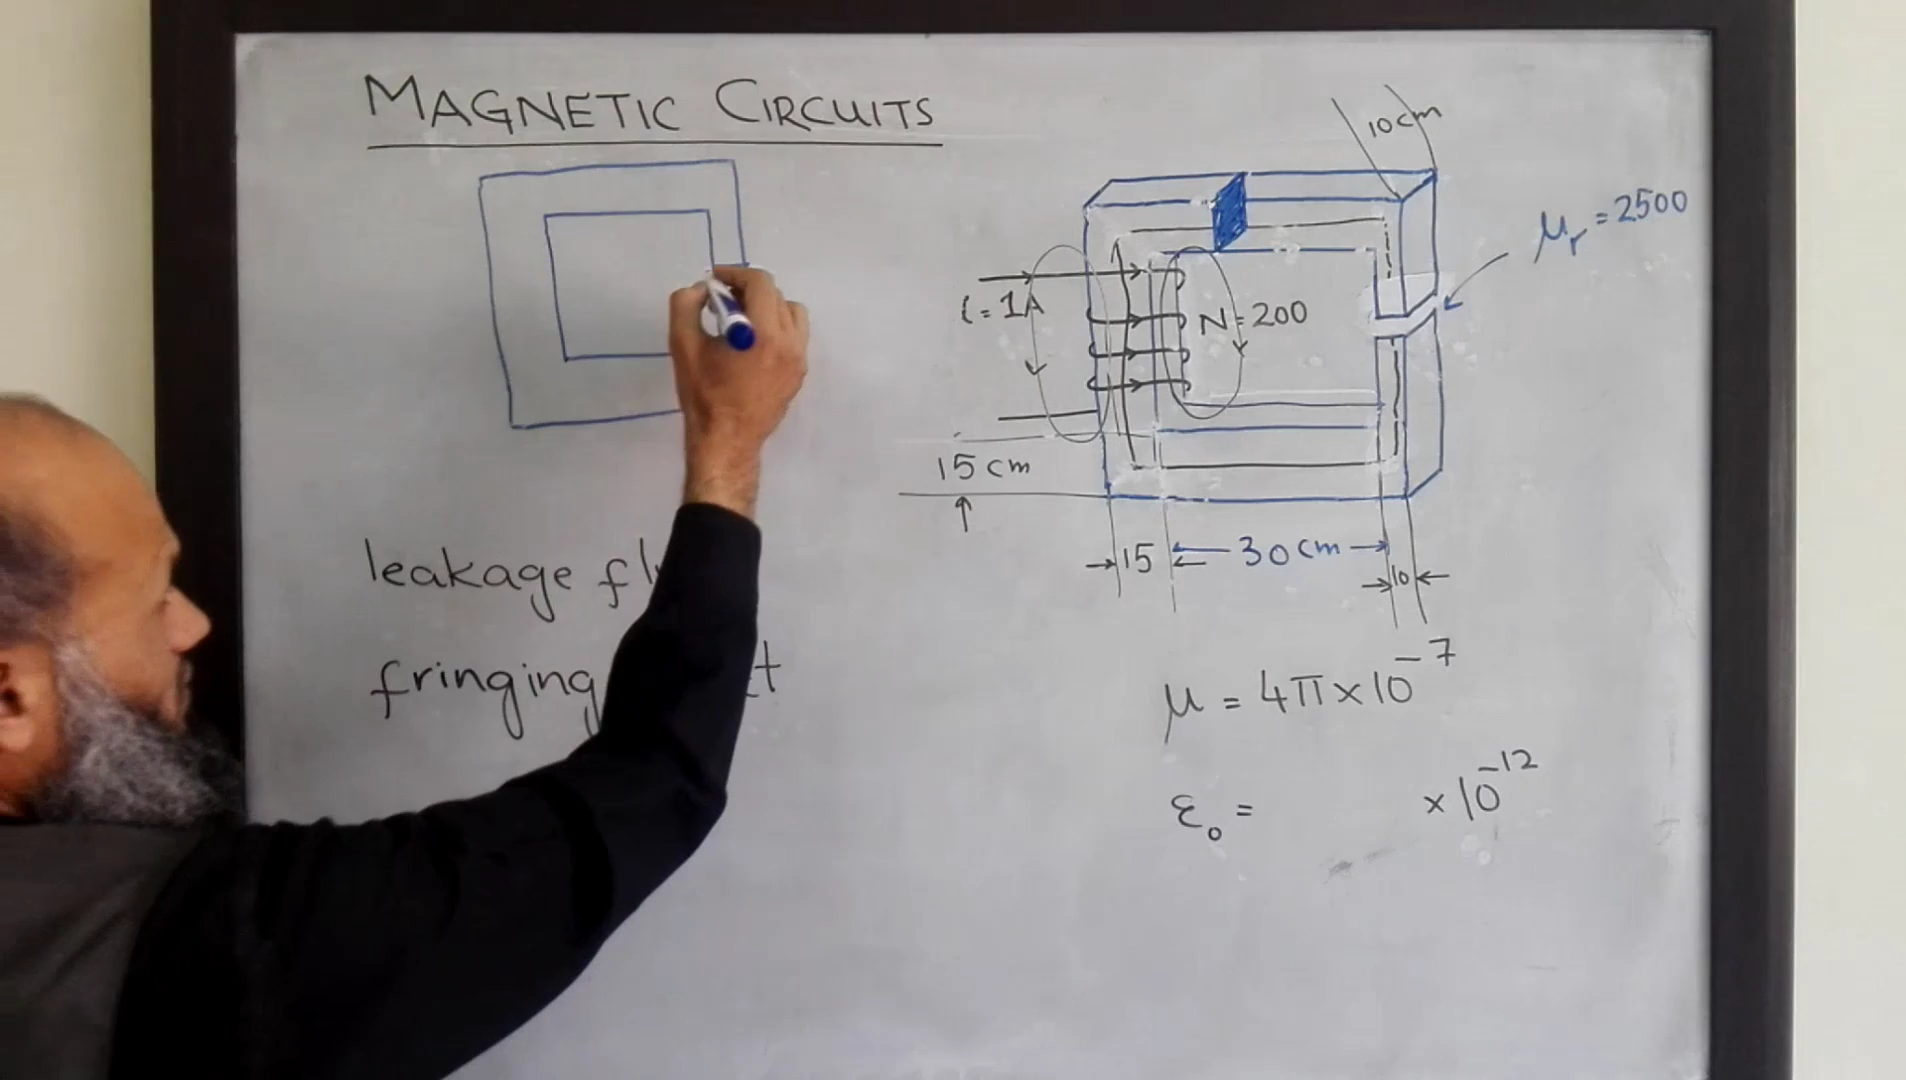 MAGNETIC CIRCUITS
10cm
μr = 2500
i = 1A
N = 200
15 cm
15
30 cm
10
leakage
fringing
μ = 4π×10⁻⁷
ε₀ = ×10⁻¹²